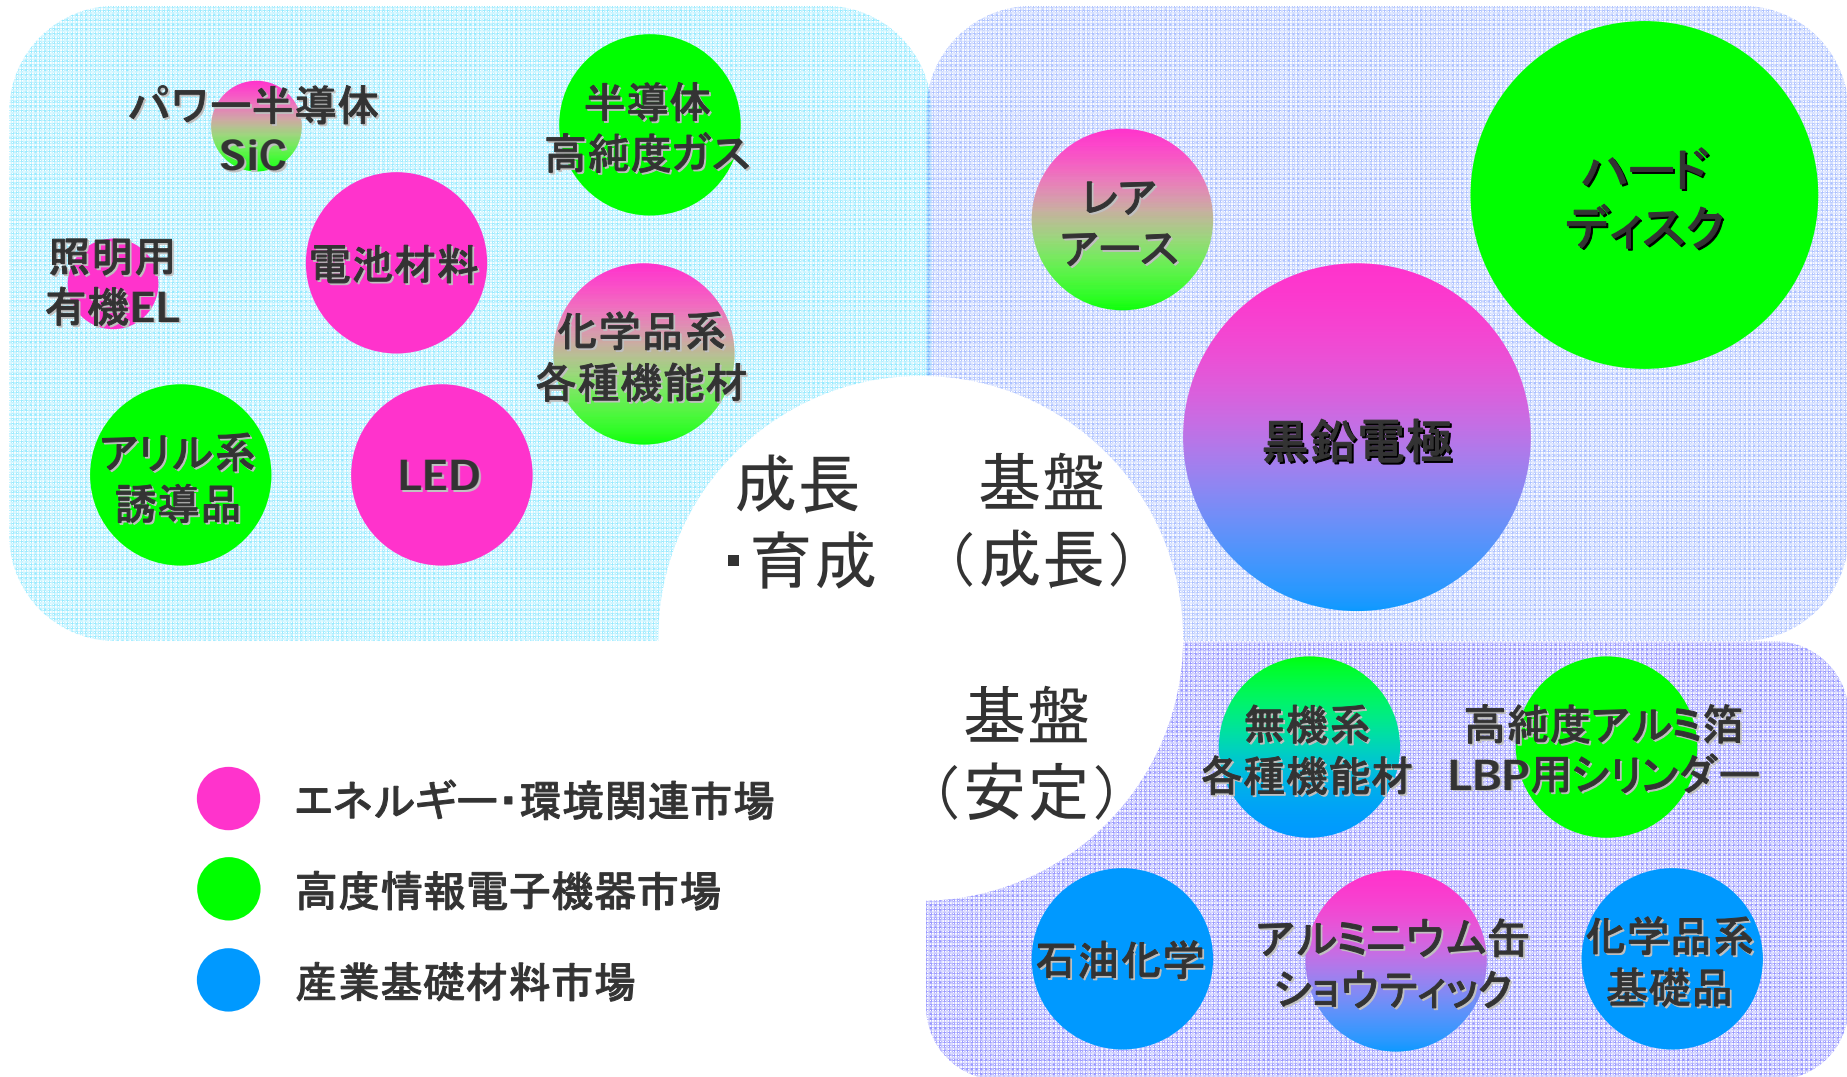 パワー半導体
SiC
半導体
高純度ガス
照明用
有機EL
電池材料
化学品系
各種機能材
アリル系
誘導品
LED
成長
・育成
レア
アース
ハード
ディスク
黒鉛電極
基盤
（成長）
基盤
（安定）
無機系
各種機能材
高純度アルミ箔
LBP用シリンダー
石油化学
アルミニウム缶
ショウティック
化学品系
基礎品
エネルギー・環境関連市場
高度情報電子機器市場
産業基礎材料市場